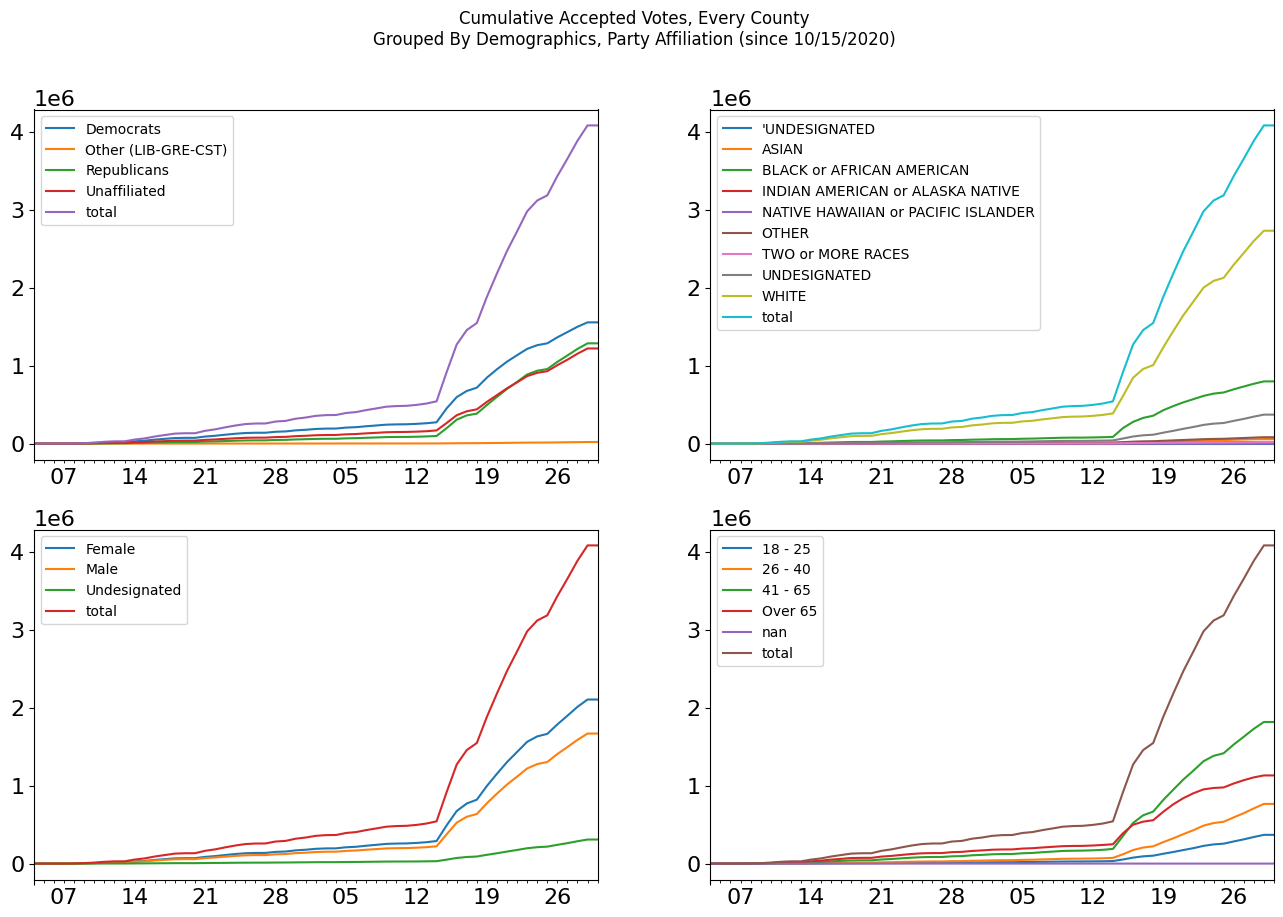 Cumulative Accepted Votes, Every County
Grouped By Demographics, Party Affiliation (since 10/15/2020)
1e6
Democrats
Other (LIB-GRE-CST)
Republicans
Unaffiliated
total
4
3
2
1
0
07 14 21 28 05 12 19 26
1e6
'UNDESIGNATED
ASIAN
BLACK or AFRICAN AMERICAN
INDIAN AMERICAN or ALASKA NATIVE
NATIVE HAWAIIAN or PACIFIC ISLANDER
OTHER
TWO or MORE RACES
UNDESIGNATED
WHITE
total
4
3
2
1
0
07 14 21 28 05 12 19 26
1e6
Female
Male
Undesignated
total
4
3
2
1
0
07 14 21 28 05 12 19 26
1e6
18 - 25
26 - 40
41 - 65
Over 65
nan
total
4
3
2
1
0
07 14 21 28 05 12 19 26